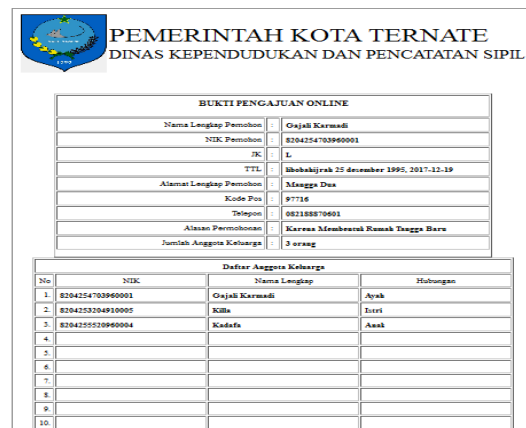 PEMERINTAH KOTA TERNATE
DINAS KEPENDUDUKAN DAN PENCATATAN SIPIL
BUKTI PENGAJUAN ONLINE
Nama Lengkap Pemohon : Gajali Karmadi
NIK Pemohon : 8204254703960001
JK : L
TTL : libobahijrah 25 desember 1995, 2017-12-19
Alamat Lengkap Pemohon : Mangga Dua
Kode Pos : 97716
Telepon : 082188870601
Alasan Permohonan : Karena Membentuk Rumah Tangga Baru
Jumlah Anggota Keluarga : 3 orang
Daftar Anggota Keluarga
No NIK Nama Lengkap Hubungan
1. 8204254703960001 Gajali Karmadi Ayah
2. 8204253204910005 Killa Istri
3. 8204255520960004 Kadafa Anak
4.
5.
6.
7.
8.
9.
10.